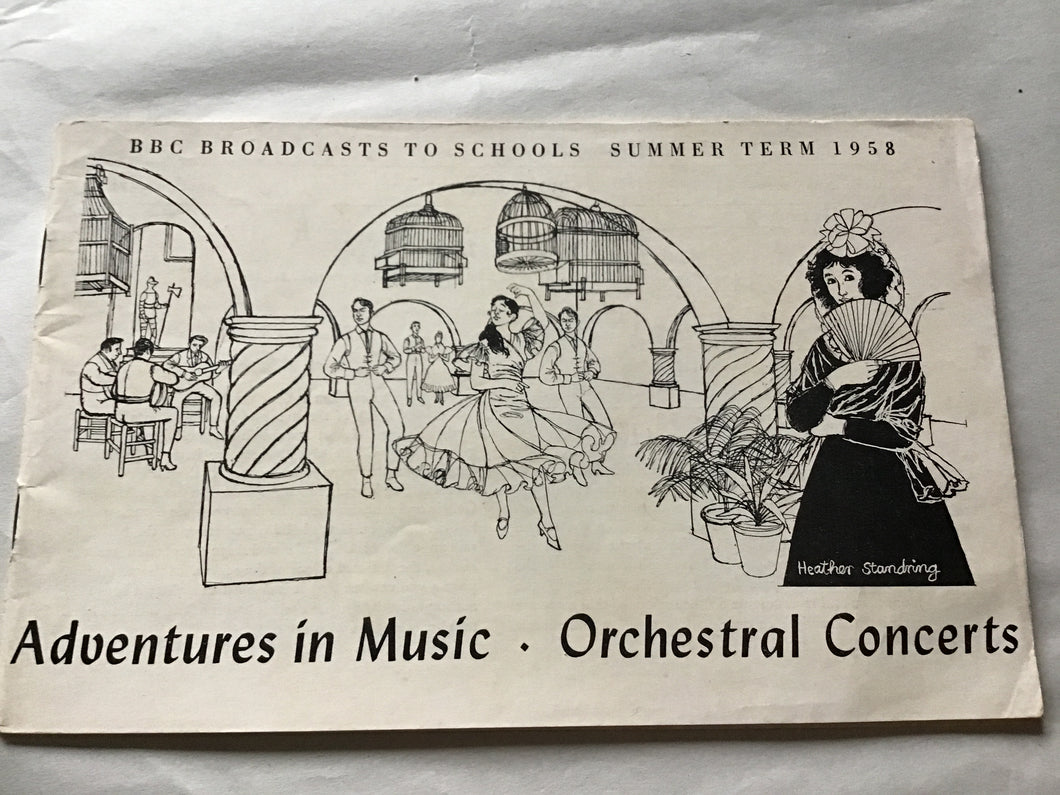 BBC BROADCASTS TO SCHOOLS SUMMER TERM 1958
Heather Standring
Adventures in Music · Orchestral Concerts